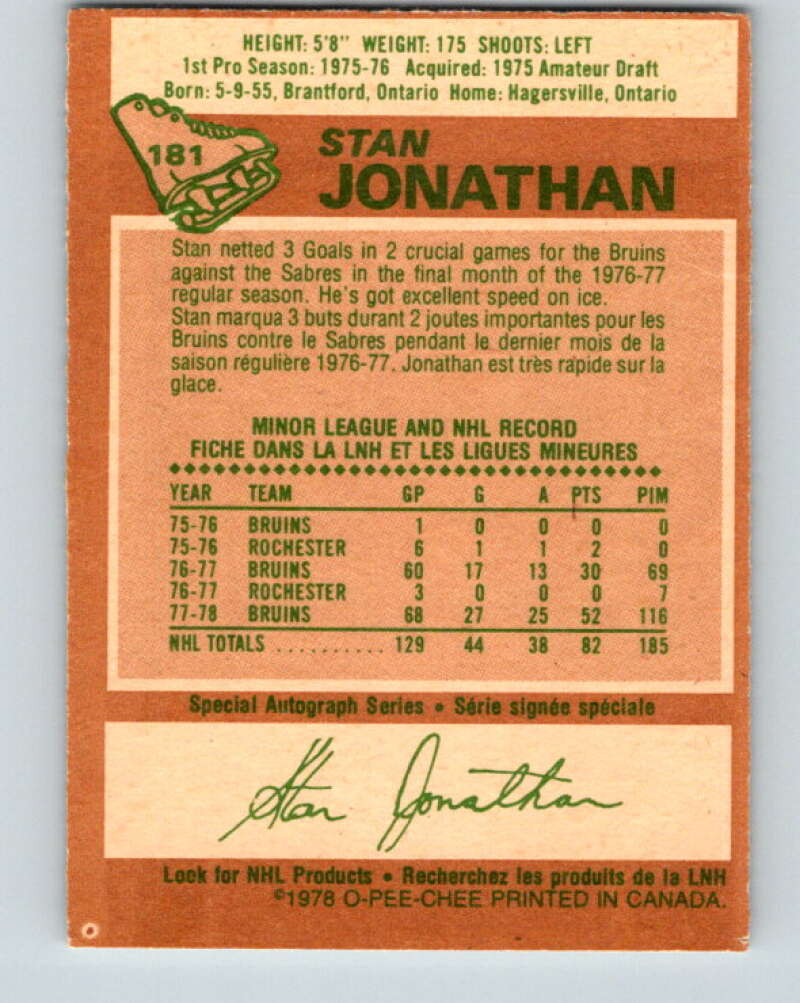 HEIGHT: 5'8" WEIGHT: 175 SHOOTS: LEFT
1st Pro Season: 1975-76 Acquired: 1975 Amateur Draft
Born: 5-9-55, Brantford, Ontario Home: Hagersville, Ontario
181
STAN
JONATHAN
Stan netted 3 Goals in 2 crucial games for the Bruins
against the Sabres in the final month of the 1976-77
regular season. He's got excellent speed on ice.
Stan marqua 3 buts durant 2 joutes importantes pour les
Bruins contre le Sabres pendant le dernier mois de la
saison régulière 1976-77. Jonathan est très rapide sur la
glace.
MINOR LEAGUE AND NHL RECORD
FICHE DANS LA LNH ET LES LIGUES MINEURES
YEAR TEAM GP G A PTS PIM
75-76 BRUINS 1 0 0 0 0
75-76 ROCHESTER 6 1 1 2 0
76-77 BRUINS 60 17 13 30 69
76-77 ROCHESTER 3 0 0 0 7
77-78 BRUINS 68 27 25 52 116
NHL TOTALS .......... 129 44 38 82 185
Special Autograph Series • Série signée spéciale
Stan Jonathan
Look for NHL Products • Recherchez les produits de la LNH
©1978 O-PEE-CHEE PRINTED IN CANADA.